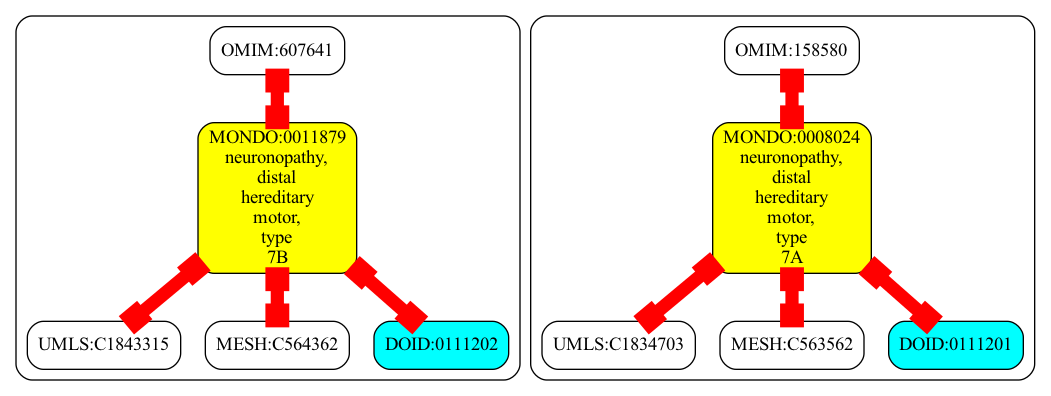 OMIM:607641
MONDO:0011879
neuronopathy,
distal
hereditary
motor,
type
7B
UMLS:C1843315
MESH:C564362
DOID:0111202
OMIM:158580
MONDO:0008024
neuronopathy,
distal
hereditary
motor,
type
7A
UMLS:C1834703
MESH:C563562
DOID:0111201